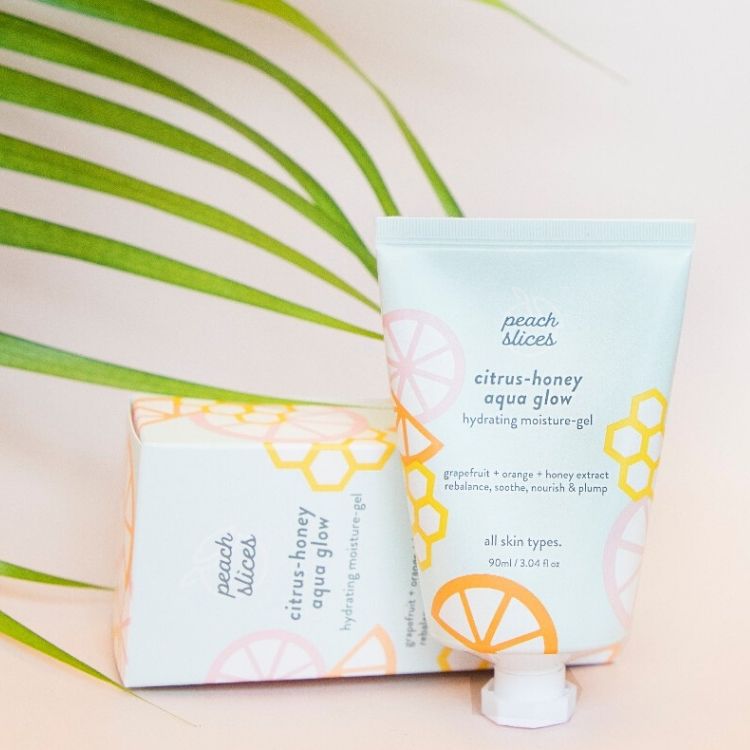 peach
slices
citrus-honey
aqua glow
hydrating moisture-gel
grapefruit + orange + honey extract
rebalance, soothe, nourish & plump
all skin types.
90ml / 3.04 fl oz
peach
slices
citrus-honey
aqua glow
hydrating moisture-gel
grapefruit +